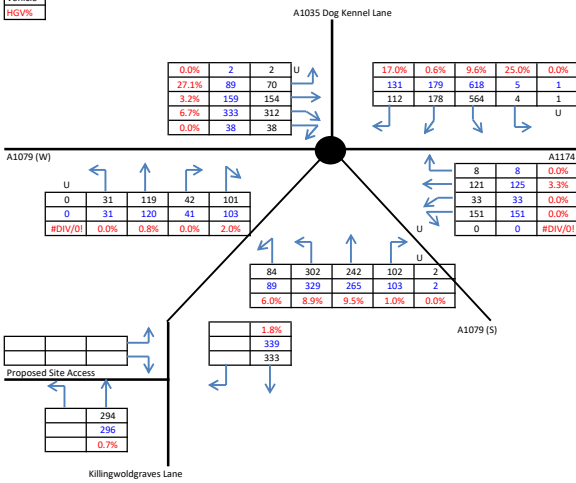 HGV%
A1035 Dog Kennel Lane
0.0% 2 2 U
27.1% 89 70
3.2% 159 154
6.7% 333 312
0.0% 38 38
17.0% 0.6% 9.6% 25.0% 0.0%
131 179 618 5 1
112 178 564 4 1
U
A1079 (W)
A1174
U
0 31 119 42 101
0 31 120 41 103
#DIV/0! 0.0% 0.8% 0.0% 2.0%
8 8 0.0%
121 125 3.3%
33 33 0.0%
151 151 0.0%
U 0 0 #DIV/0!
U
84 302 242 102 2
89 329 265 103 2
6.0% 8.9% 9.5% 1.0% 0.0%
A1079 (S)
1.8%
339
333
Proposed Site Access
294
296
0.7%
Killingwoldgraves Lane